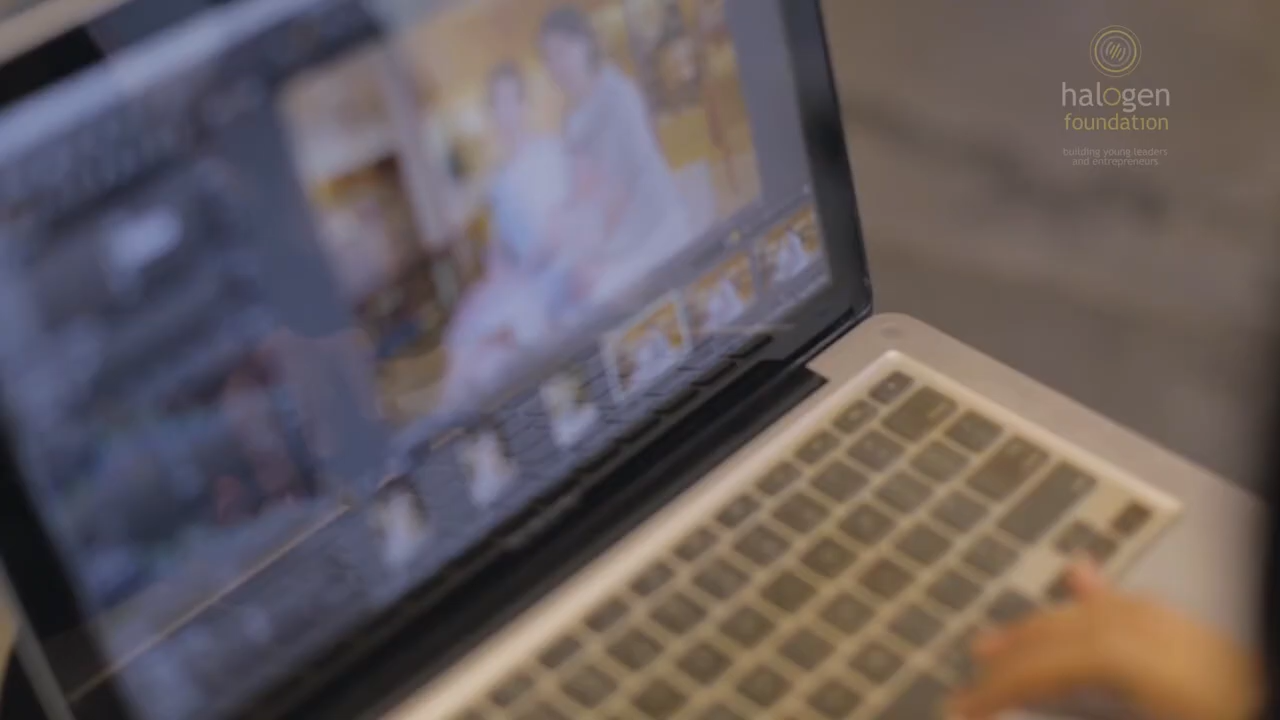 halogen
foundation
building young leaders
and entrepreneurs